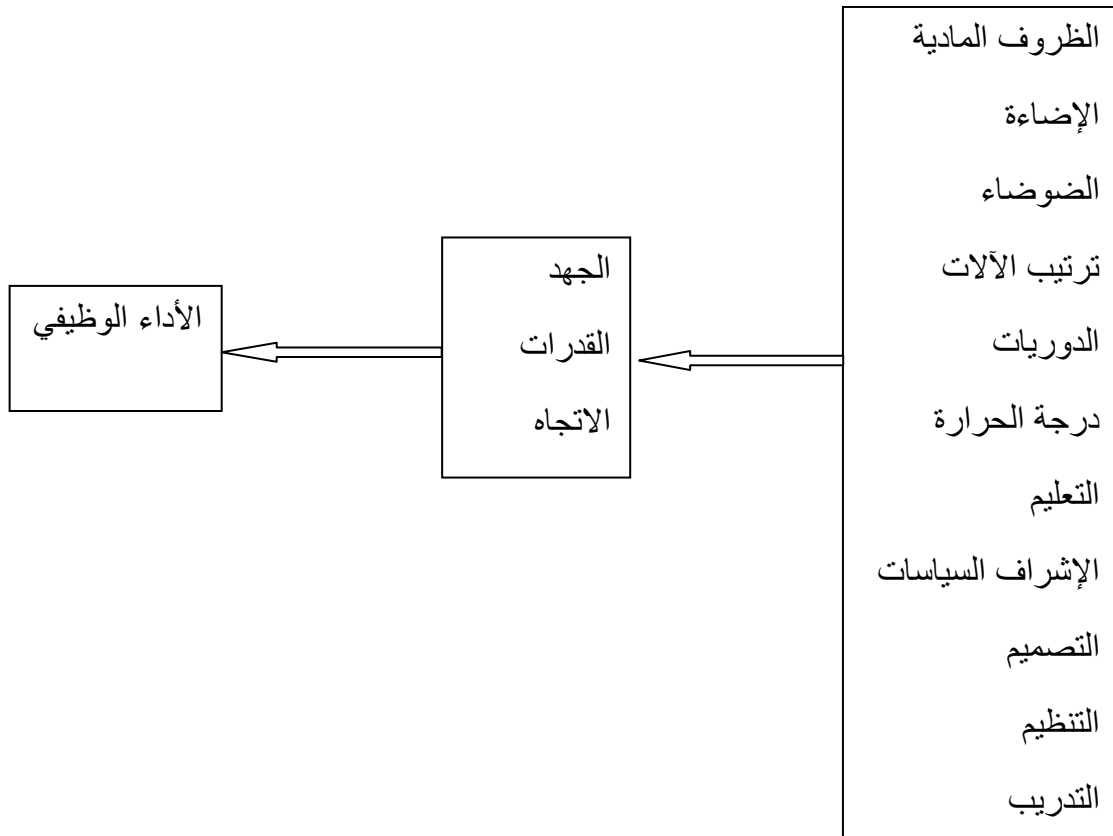 الظروف المادية
الإضاءة
الضوضاء
ترتيب الآلات
الدوريات
درجة الحرارة
التعليم
الإشراف السياسات
التصميم
التنظيم
التدريب
الجهد
القدرات
الاتجاه
الأداء الوظيفي